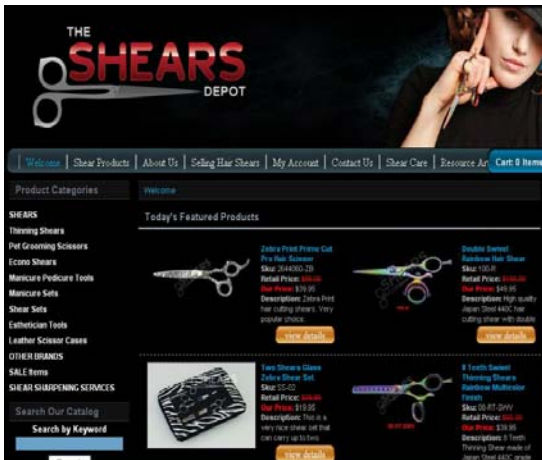 THE
SHEARS
DEPOT
Welcome | Shear Products | About Us | Selling Hair Shears | My Account | Contact Us | Shear Care | Resource Ar
Cart: 0 Items
Product Categories
SHEARS
Thinning Shears
Pet Grooming Scissors
Econo Shears
Manicure Pedicure Tools
Manicure Sets
Shear Sets
Esthetician Tools
Leather Scissor Cases
OTHER BRANDS
SALE Items
SHEAR SHARPENING SERVICES
Search Our Catalog
Search by Keyword
Welcome
Today's Featured Products
Zebra Print Prime Cut
Pro Hair Scissor
Sku: 2644060-ZB
Retail Price:
Our Price: $39.95
Description: Zebra Print
hair cutting shears. Very
popular choice.
view details
Double Swivel
Rainbow Hair Shear
Sku: 100-R
Retail Price:
Our Price: $49.95
Description: High quality
Japan Steel 440C hair
cutting shear with double
view details
Two Shears Glass
Zebra Shear Set
Sku: SS-02
Retail Price:
Our Price: $19.95
Description: This is a
very nice shear set that
can carry up to two
view details
8 Teeth Swivel
Thinning Shears
Rainbow Multicolor
Finish
Retail Price:
Our Price: $39.95
Description: 8 Teeth
Thinning Shear made of
Japan Steel 440C grade